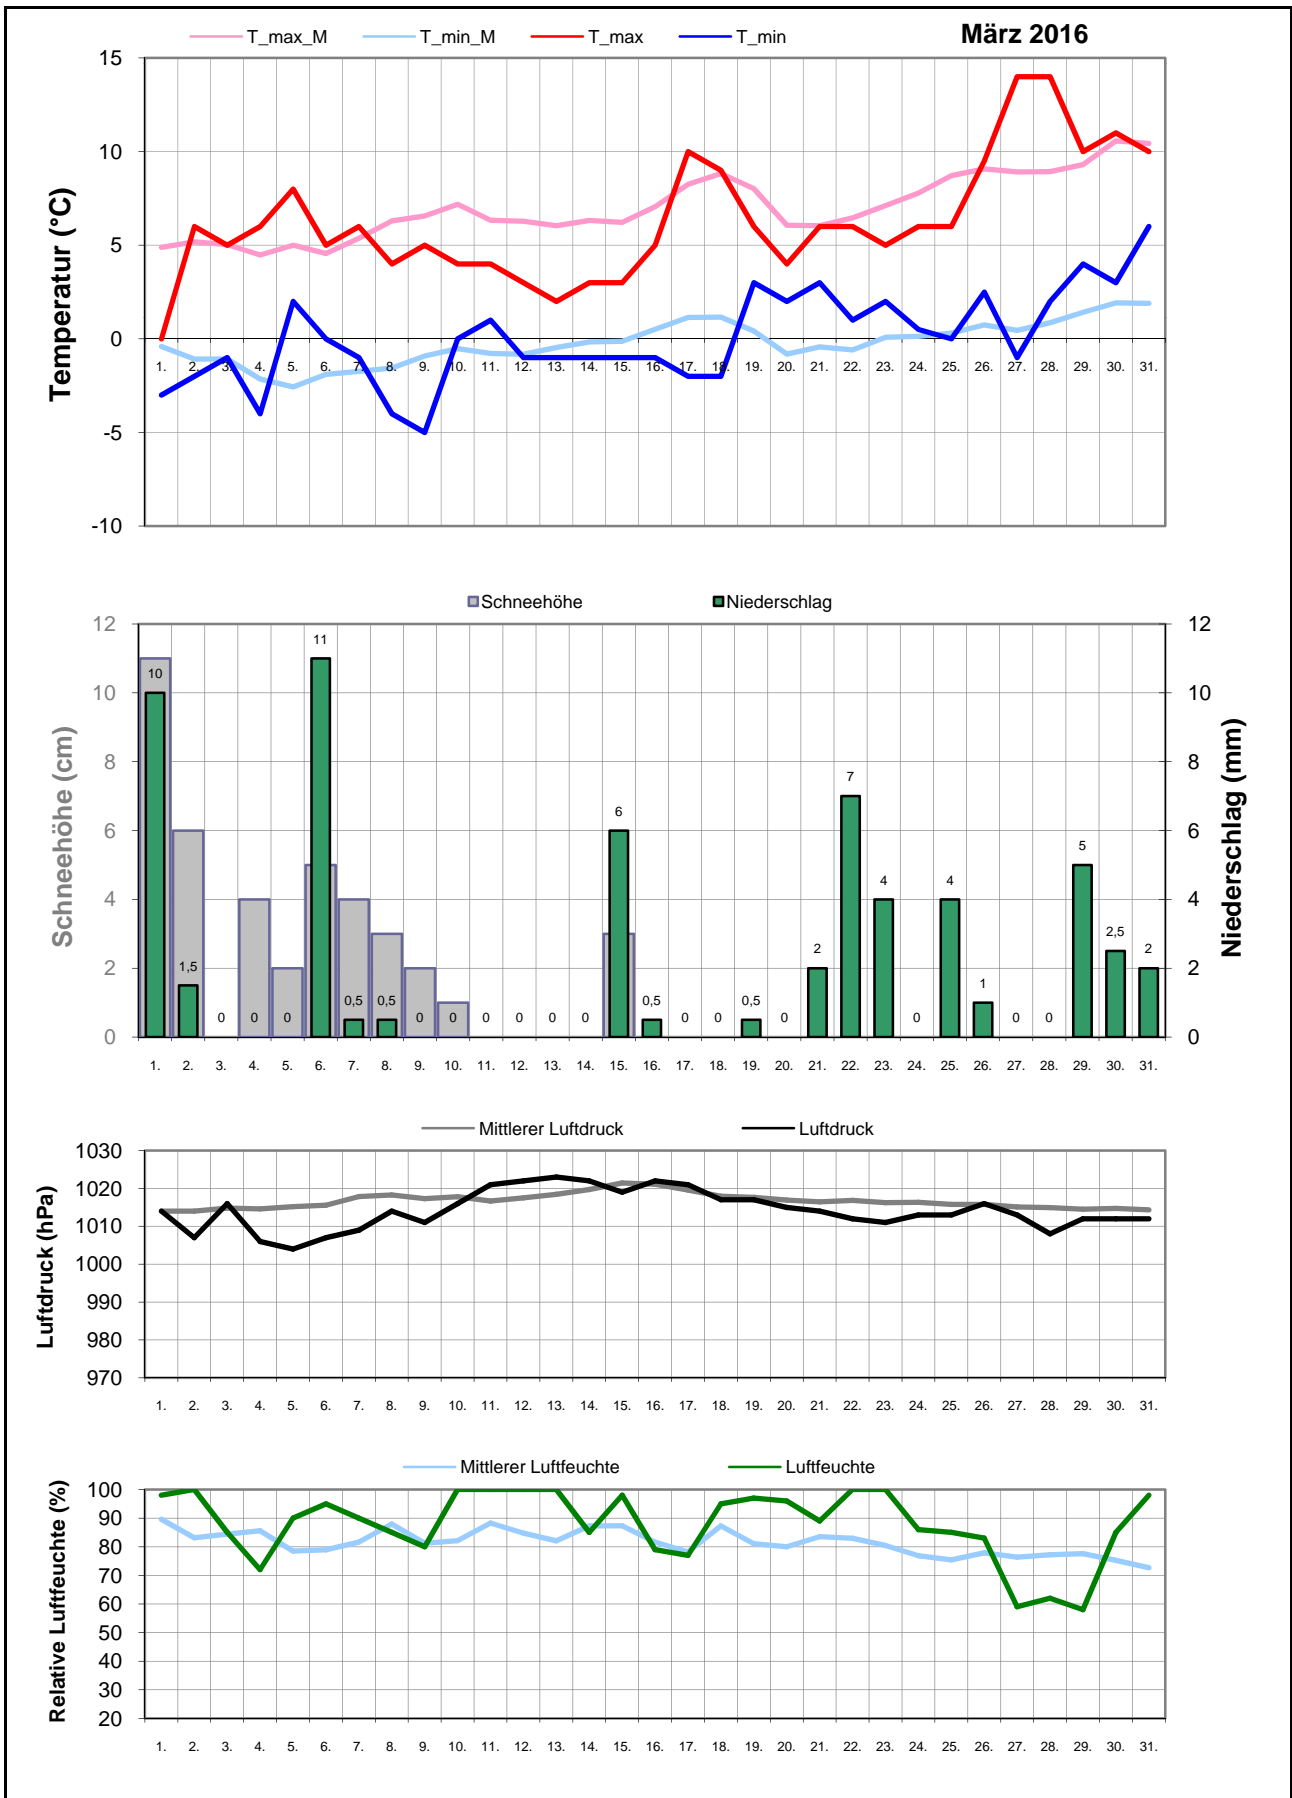 T_max_M T_min_M T_max T_min März 2016
Temperatur (°C)
15
10
5
0
-5
-10
1. 2. 3. 4. 5. 6. 7. 8. 9. 10. 11. 12. 13. 14. 15. 16. 17. 18. 19. 20. 21. 22. 23. 24. 25. 26. 27. 28. 29. 30. 31.
Schneehöhe Niederschlag
Schneehöhe (cm)
12
10
8
6
4
2
0
10 1,5 0 0 0 11 0,5 0,5 0 0 0 0 0 0 6 0,5 0 0 0,5 0 2 7 4 0 4 1 0 0 5 2,5 2
12
10
8
6
4
2
0
Niederschlag (mm)
1. 2. 3. 4. 5. 6. 7. 8. 9. 10. 11. 12. 13. 14. 15. 16. 17. 18. 19. 20. 21. 22. 23. 24. 25. 26. 27. 28. 29. 30. 31.
Mittlerer Luftdruck Luftdruck
Luftdruck (hPa)
1030
1020
1010
1000
990
980
970
1. 2. 3. 4. 5. 6. 7. 8. 9. 10. 11. 12. 13. 14. 15. 16. 17. 18. 19. 20. 21. 22. 23. 24. 25. 26. 27. 28. 29. 30. 31.
Mittlerer Luftfeuchte Luftfeuchte
Relative Luftfeuchte (%)
100
90
80
70
60
50
40
30
20
1. 2. 3. 4. 5. 6. 7. 8. 9. 10. 11. 12. 13. 14. 15. 16. 17. 18. 19. 20. 21. 22. 23. 24. 25. 26. 27. 28. 29. 30. 31.